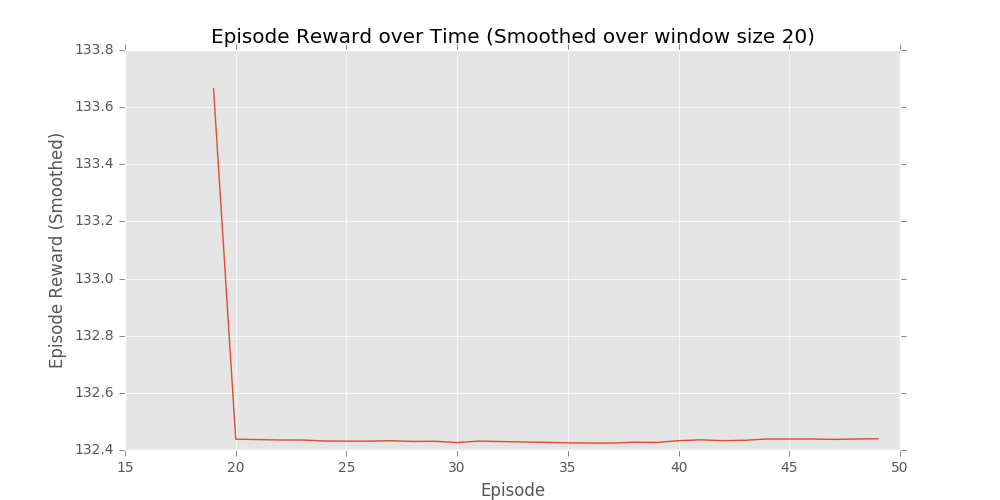 Episode Reward over Time (Smoothed over window size 20)
133.8
133.6
133.4
133.2
133.0
132.8
132.6
132.4
Episode Reward (Smoothed)
15 20 25 30 35 40 45 50
Episode